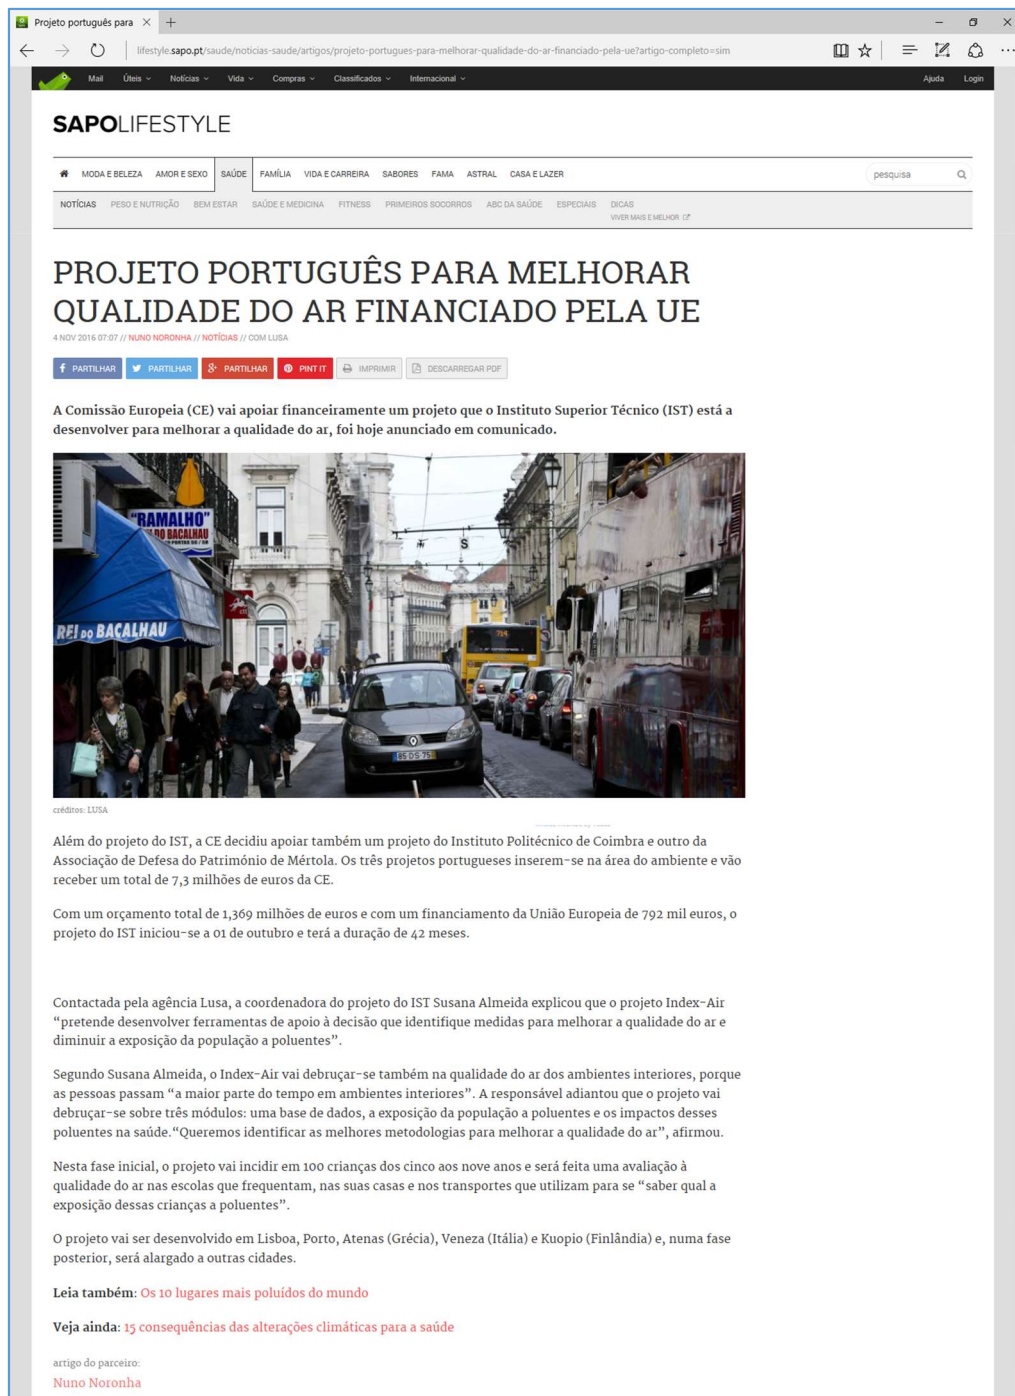 Projeto português para
lifestyle.sapo.pt/saude/noticias-saude/artigos/projeto-portugues-para-melhorar-qualidade-do-ar-financiado-pela-ue?artigo-completo=sim
Mail Úteis Notícias Vida Compras Classificados Internacional Ajuda Login
SAPOLIFESTYLE
MODA E BELEZA AMOR E SEXO SAÚDE FAMÍLIA VIDA E CARREIRA SABORES FAMA ASTRAL CASA E LAZER pesquisa
NOTÍCIAS PESO E NUTRIÇÃO BEM ESTAR SAÚDE E MEDICINA FITNESS PRIMEIROS SOCORROS ABC DA SAÚDE ESPECIAIS DICAS
VIVER MAIS E MELHOR
PROJETO PORTUGUÊS PARA MELHORAR
QUALIDADE DO AR FINANCIADO PELA UE
4 NOV 2016 07:07 // NUNO NORONHA // NOTÍCIAS // COM LUSA
PARTILHAR PARTILHAR PARTILHAR PINT IT IMPRIMIR DESCARREGAR PDF
A Comissão Europeia (CE) vai apoiar financeiramente um projeto que o Instituto Superior Técnico (IST) está a
desenvolver para melhorar a qualidade do ar, foi hoje anunciado em comunicado.
"RAMALHO"
REI DO BACALHAU
REI DO BACALHAU
S
714
85 DS 75
créditos: LUSA
Além do projeto do IST, a CE decidiu apoiar também um projeto do Instituto Politécnico de Coimbra e outro da
Associação de Defesa do Património de Mértola. Os três projetos portugueses inserem-se na área do ambiente e vão
receber um total de 7,3 milhões de euros da CE.
Com um orçamento total de 1,369 milhões de euros e com um financiamento da União Europeia de 792 mil euros, o
projeto do IST iniciou-se a 01 de outubro e terá a duração de 42 meses.
Contactada pela agência Lusa, a coordenadora do projeto do IST Susana Almeida explicou que o projeto Index-Air
“pretende desenvolver ferramentas de apoio à decisão que identifique medidas para melhorar a qualidade do ar e
diminuir a exposição da população a poluentes”.
Segundo Susana Almeida, o Index-Air vai debruçar-se também na qualidade do ar dos ambientes interiores, porque
as pessoas passam “a maior parte do tempo em ambientes interiores”. A responsável adiantou que o projeto vai
debruçar-se sobre três módulos: uma base de dados, a exposição da população a poluentes e os impactos desses
poluentes na saúde.“Queremos identificar as melhores metodologias para melhorar a qualidade do ar”, afirmou.
Nesta fase inicial, o projeto vai incidir em 100 crianças dos cinco aos nove anos e será feita uma avaliação à
qualidade do ar nas escolas que frequentam, nas suas casas e nos transportes que utilizam para se “saber qual a
exposição dessas crianças a poluentes”.
O projeto vai ser desenvolvido em Lisboa, Porto, Atenas (Grécia), Veneza (Itália) e Kuopio (Finlândia) e, numa fase
posterior, será alargado a outras cidades.
Leia também: Os 10 lugares mais poluídos do mundo
Veja ainda: 15 consequências das alterações climáticas para a saúde
artigo do parceiro:
Nuno Noronha